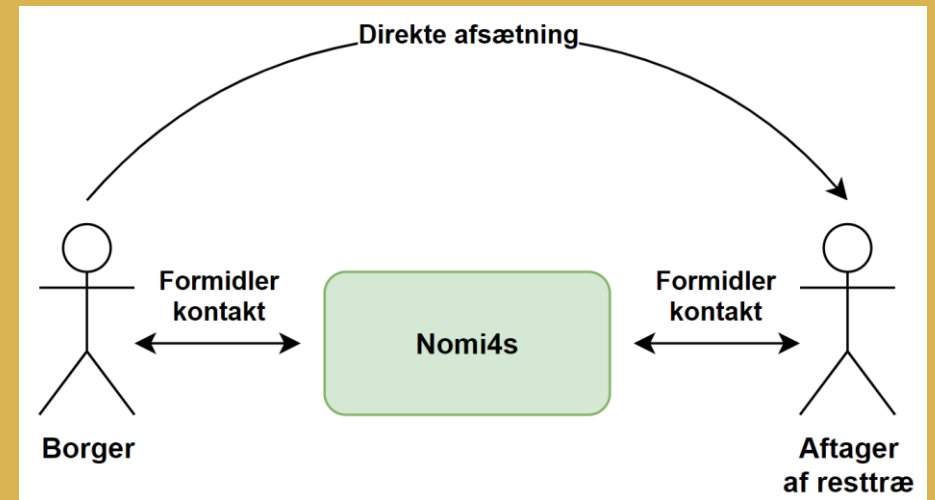 Direkte afsætning
Formidler
kontakt
Formidler
kontakt
Nomi4s
Borger
Aftager
af resttræ